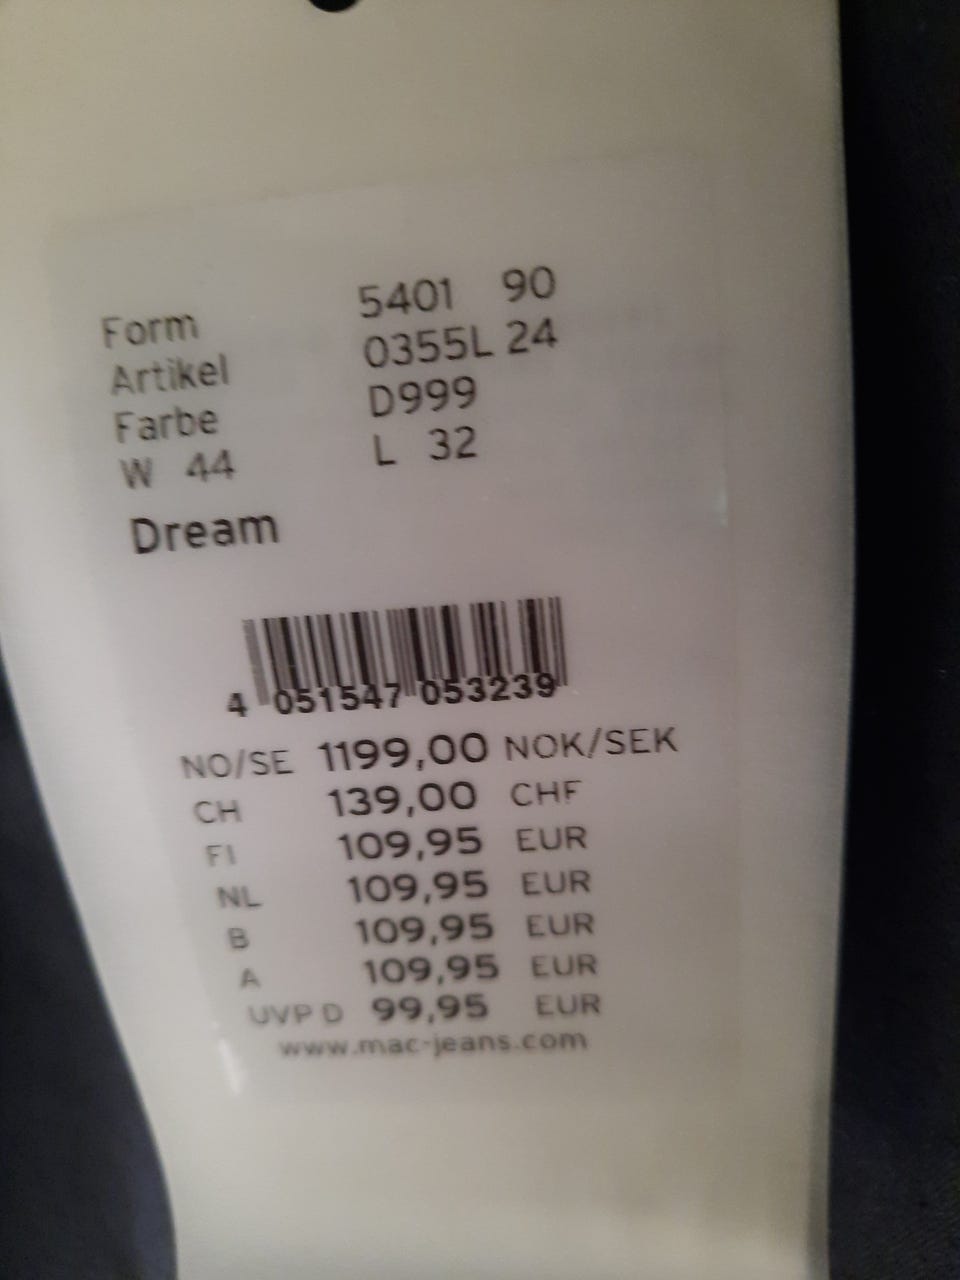 Form 5401 90
Artikel 0355L 24
Farbe D999
W 44 L 32
Dream
4 051547 053239
NO/SE 1199,00 NOK/SEK
CH 139,00 CHF
FI 109,95 EUR
NL 109,95 EUR
B 109,95 EUR
A 109,95 EUR
UVP D 99,95 EUR
www.mac-jeans.com